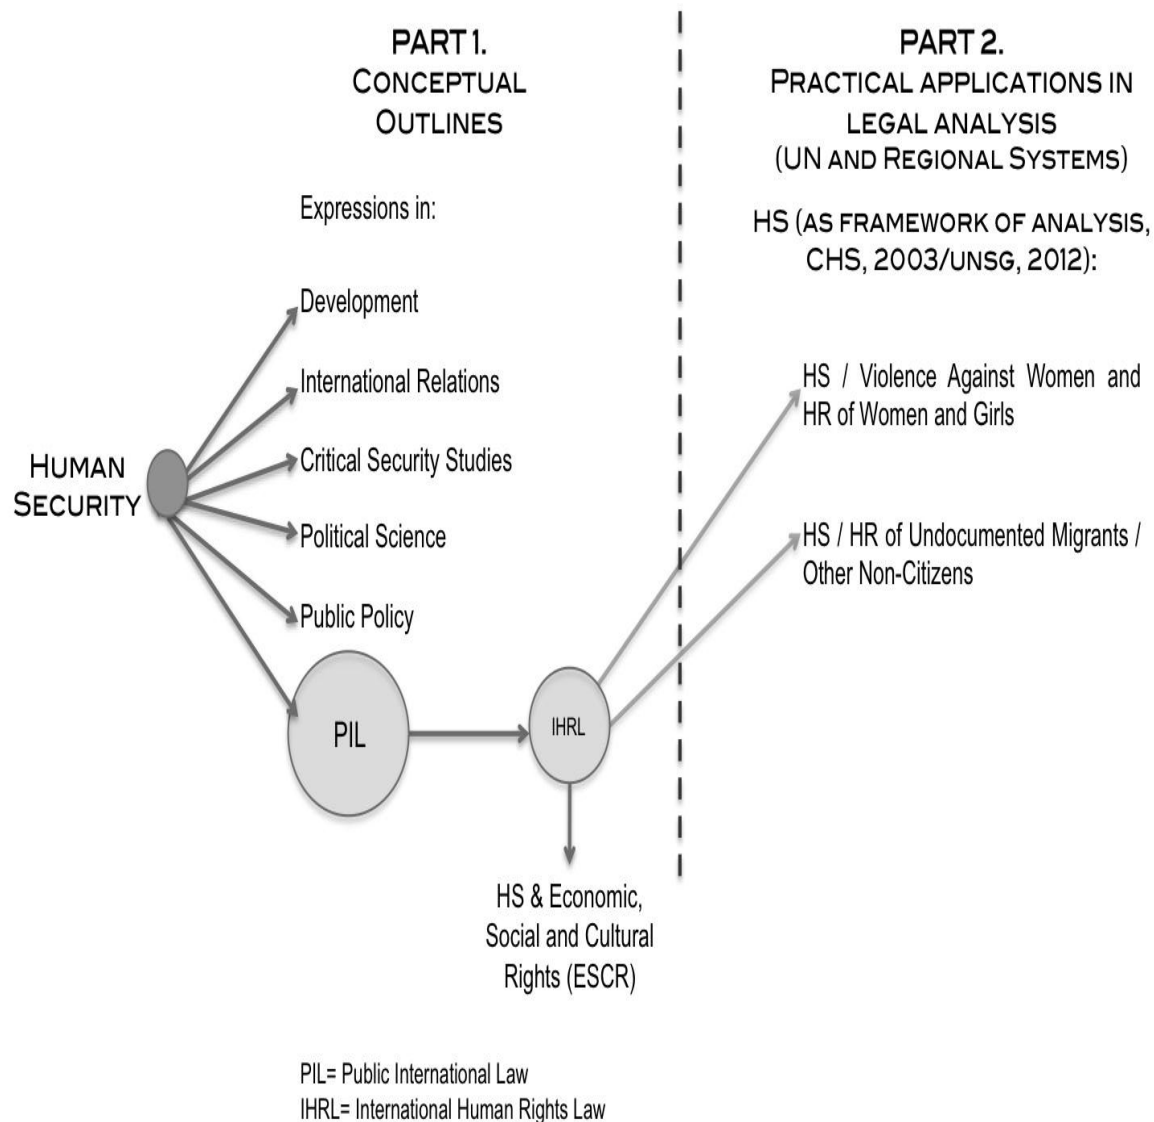 PART 1.
CONCEPTUAL
OUTLINES
Expressions in:
Development
International Relations
Critical Security Studies
Political Science
Public Policy
HUMAN
SECURITY
PIL
IHRL
HS & Economic,
Social and Cultural
Rights (ESCR)
PART 2.
PRACTICAL APPLICATIONS IN
LEGAL ANALYSIS
(UN AND REGIONAL SYSTEMS)
HS (AS FRAMEWORK OF ANALYSIS,
CHS, 2003/UNSG, 2012):
HS / Violence Against Women and
HR of Women and Girls
HS / HR of Undocumented Migrants /
Other Non-Citizens
PIL= Public International Law
IHRL= International Human Rights Law